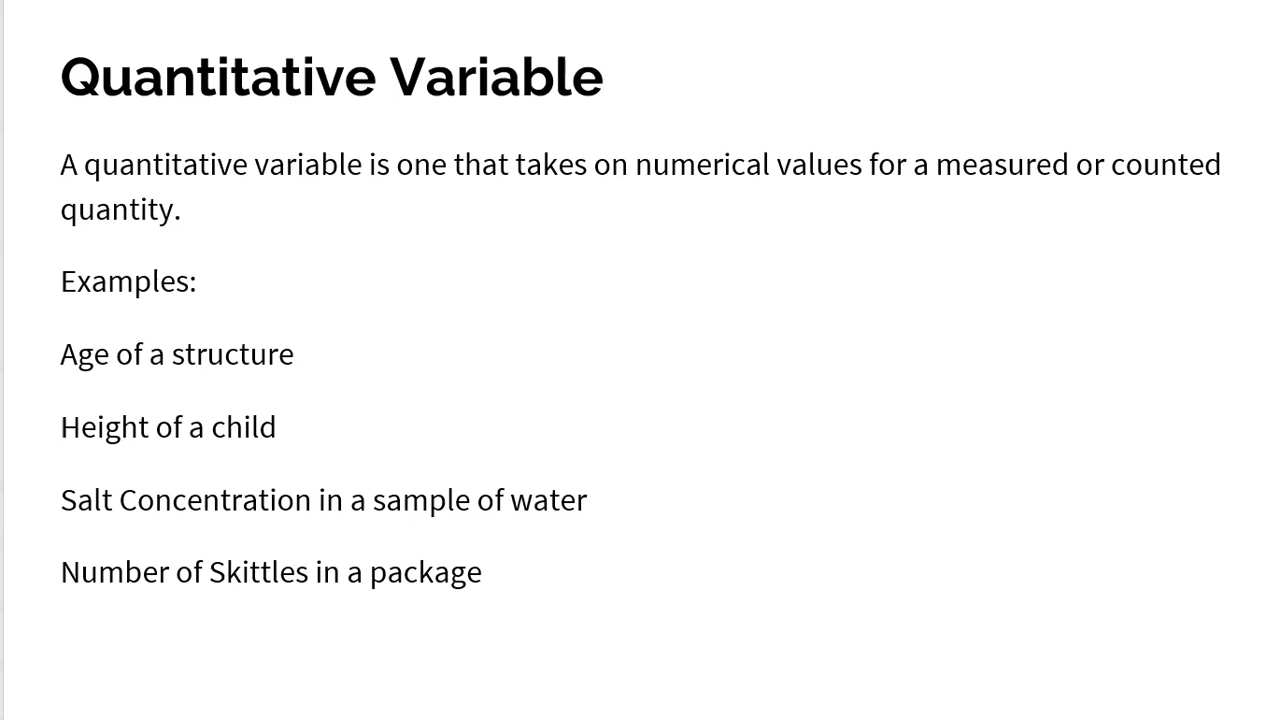 Quantitative Variable
A quantitative variable is one that takes on numerical values for a measured or counted
quantity.
Examples:
Age of a structure
Height of a child
Salt Concentration in a sample of water
Number of Skittles in a package